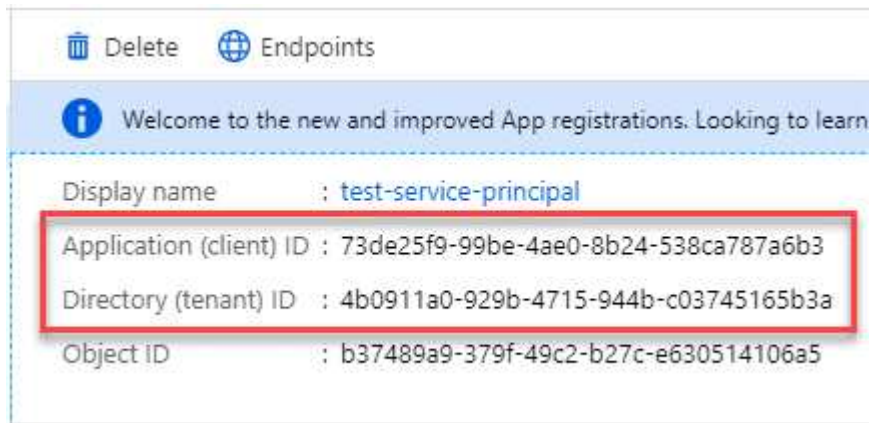 Delete Endpoints
Welcome to the new and improved App registrations. Looking to learn
Display name : test-service-principal
Application (client) ID : 73de25f9-99be-4ae0-8b24-538ca787a6b3
Directory (tenant) ID : 4b0911a0-929b-4715-944b-c03745165b3a
Object ID : b37489a9-379f-49c2-b27c-e630514106a5